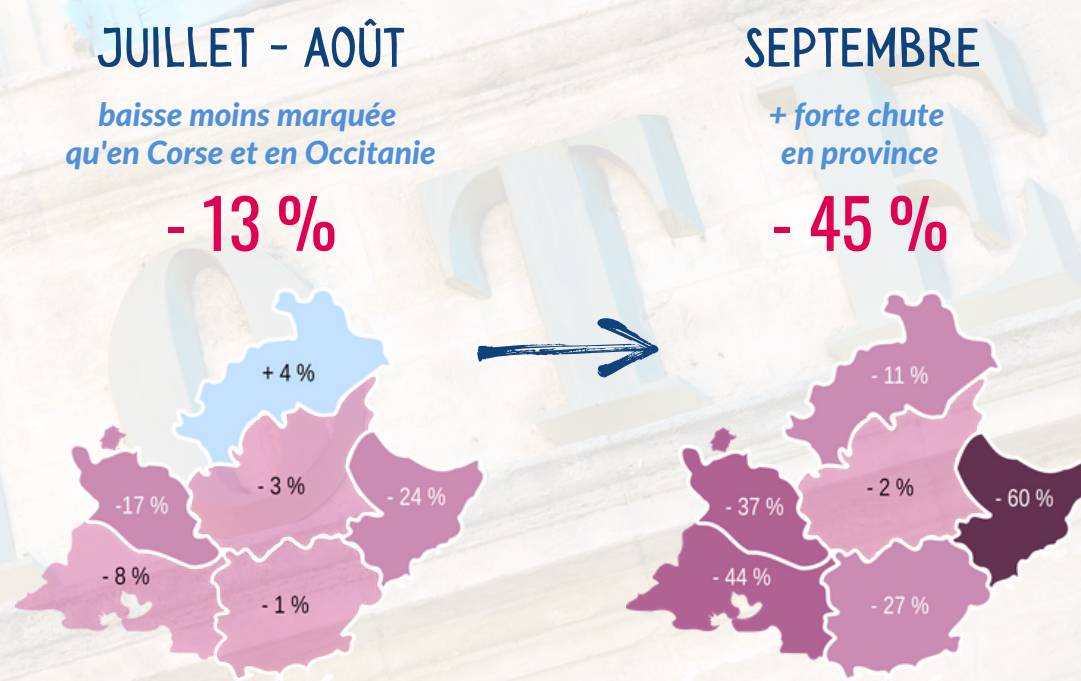 JUILLET - AOÛT
baisse moins marquée
qu'en Corse et en Occitanie
- 13 %
+ 4 %
- 3 %
-17 %
- 24 %
- 8 %
- 1 %
SEPTEMBRE
+ forte chute
en province
- 45 %
- 11 %
- 2 %
- 37 %
- 60 %
- 44 %
- 27 %